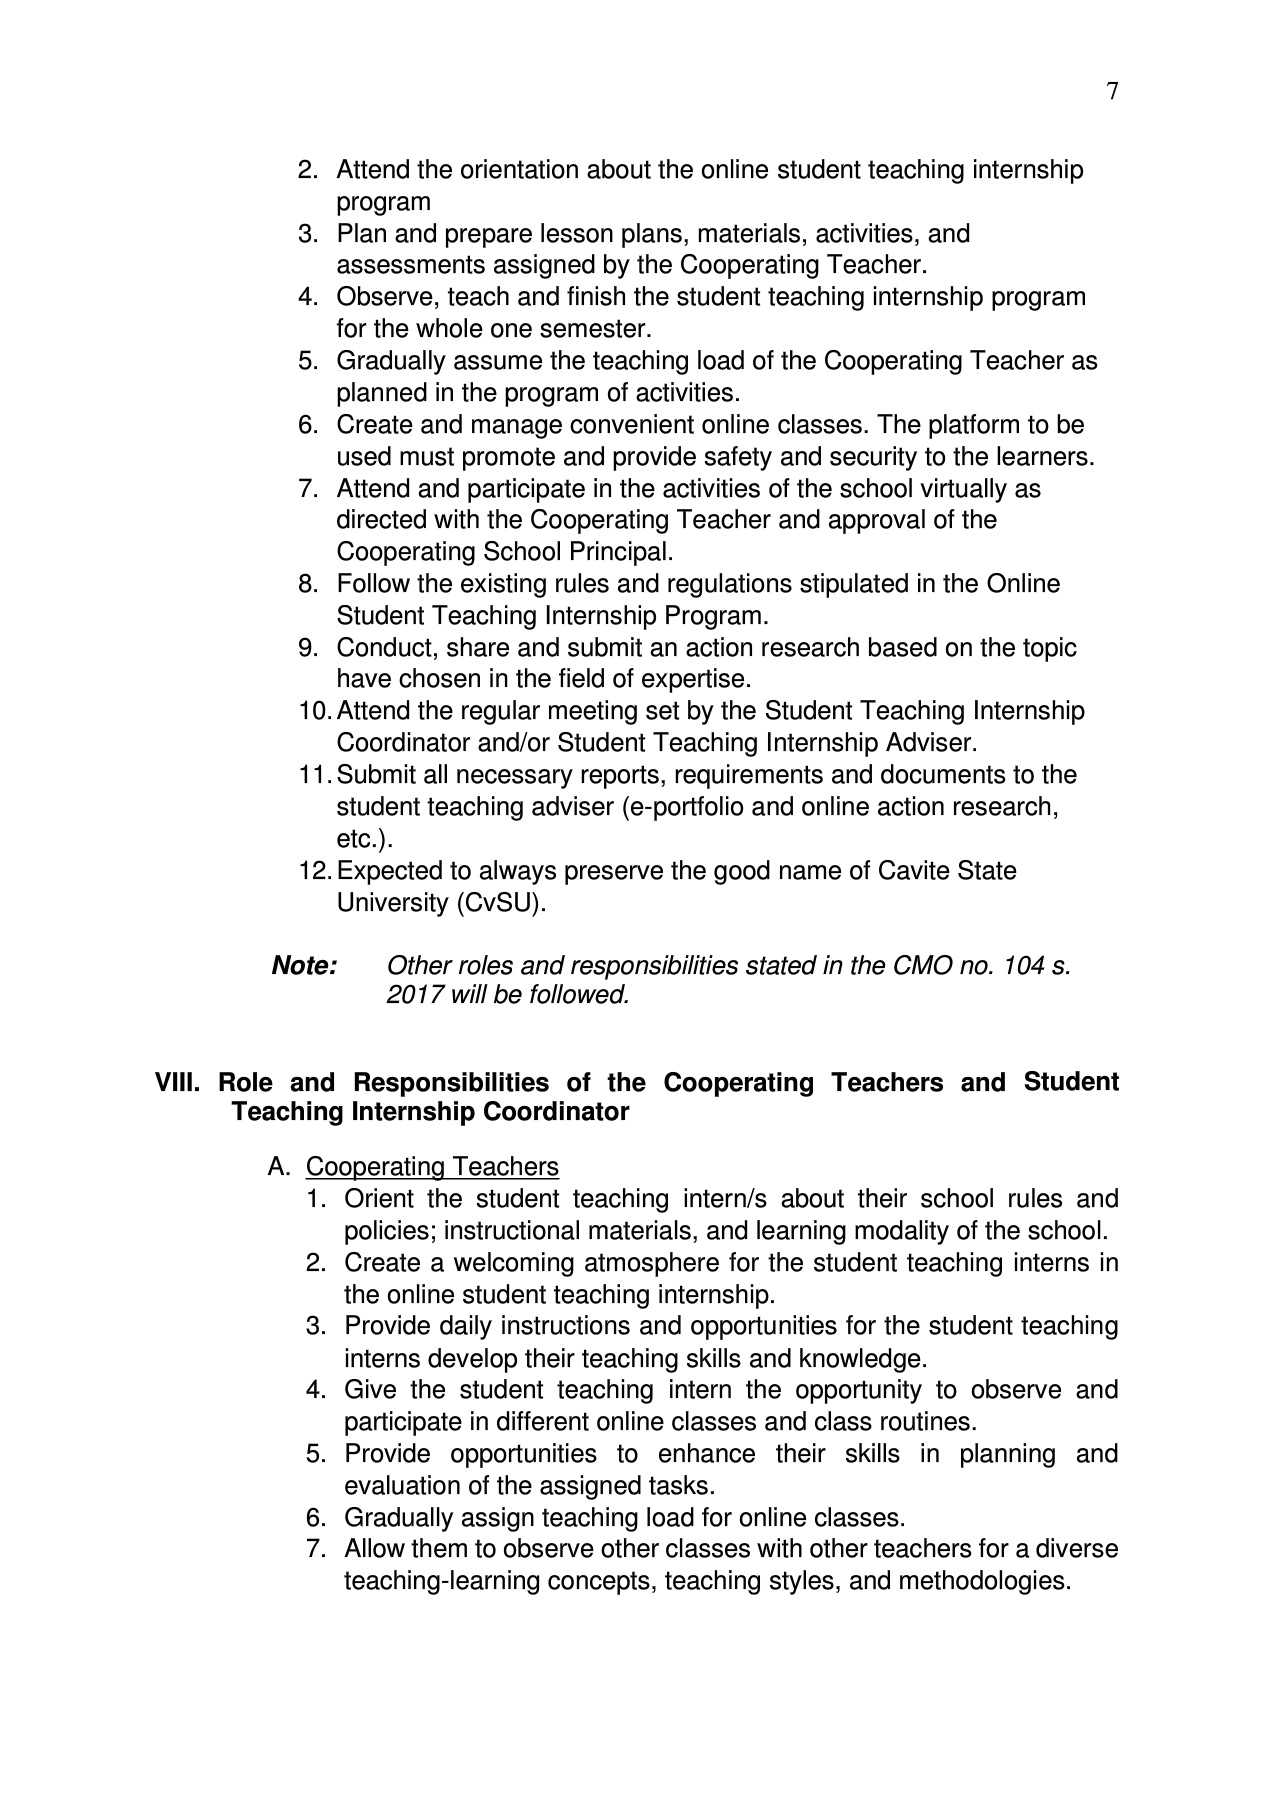 7
2. Attend the orientation about the online student teaching internship
program
3. Plan and prepare lesson plans, materials, activities, and
assessments assigned by the Cooperating Teacher.
4. Observe, teach and finish the student teaching internship program
for the whole one semester.
5. Gradually assume the teaching load of the Cooperating Teacher as
planned in the program of activities.
6. Create and manage convenient online classes. The platform to be
used must promote and provide safety and security to the learners.
7. Attend and participate in the activities of the school virtually as
directed with the Cooperating Teacher and approval of the
Cooperating School Principal.
8. Follow the existing rules and regulations stipulated in the Online
Student Teaching Internship Program.
9. Conduct, share and submit an action research based on the topic
have chosen in the field of expertise.
10. Attend the regular meeting set by the Student Teaching Internship
Coordinator and/or Student Teaching Internship Adviser.
11. Submit all necessary reports, requirements and documents to the
student teaching adviser (e-portfolio and online action research,
etc.).
12. Expected to always preserve the good name of Cavite State
University (CvSU).
Note: Other roles and responsibilities stated in the CMO no. 104 s.
2017 will be followed.
VIII. Role and Responsibilities of the Cooperating Teachers and Student
Teaching Internship Coordinator
A. Cooperating Teachers
1. Orient the student teaching intern/s about their school rules and
policies; instructional materials, and learning modality of the school.
2. Create a welcoming atmosphere for the student teaching interns in
the online student teaching internship.
3. Provide daily instructions and opportunities for the student teaching
interns develop their teaching skills and knowledge.
4. Give the student teaching intern the opportunity to observe and
participate in different online classes and class routines.
5. Provide opportunities to enhance their skills in planning and
evaluation of the assigned tasks.
6. Gradually assign teaching load for online classes.
7. Allow them to observe other classes with other teachers for a diverse
teaching-learning concepts, teaching styles, and methodologies.